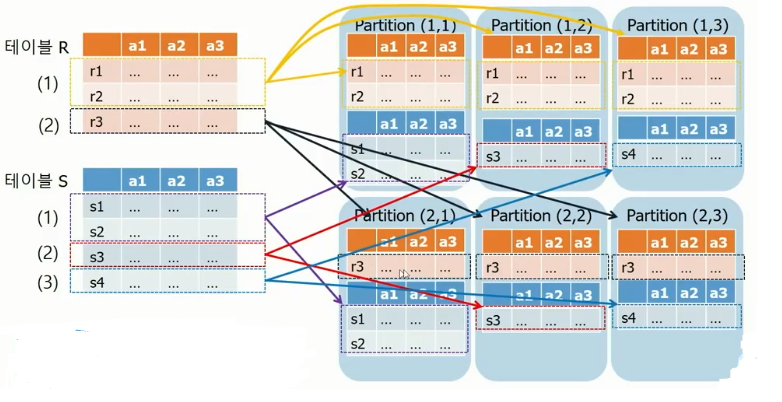 Partition (1,1) Partition (1,2) Partition (1,3)
테이블 R a1 a2 a3
(1) r1 ... ... ...
r2 ... ... ...
(2) r3 ... ... ...
a1 a2 a3 a1 a2 a3 a1 a2 a3
r1 ... ... ... r1 ... ... ... r1 ... ... ...
r2 ... ... ... r2 ... ... ... r2 ... ... ...
a1 a2 a3 a1 a2 a3 a1 a2 a3
s1 ... ... ... s3 ... ... ... s4 ... ... ...
s2 ... ... ...
테이블 S a1 a2 a3
(1) s1 ... ... ...
s2 ... ... ...
(2) s3 ... ... ...
(3) s4 ... ... ...
Partition (2,1) Partition (2,2) Partition (2,3)
a1 a2 a3 a1 a2 a3 a1 a2 a3
r3 ... ... ... r3 ... ... ... r3 ... ... ...
a1 a2 a3 a1 a2 a3 a1 a2 a3
s1 ... ... ... s3 ... ... ... s4 ... ... ...
s2 ... ... ...